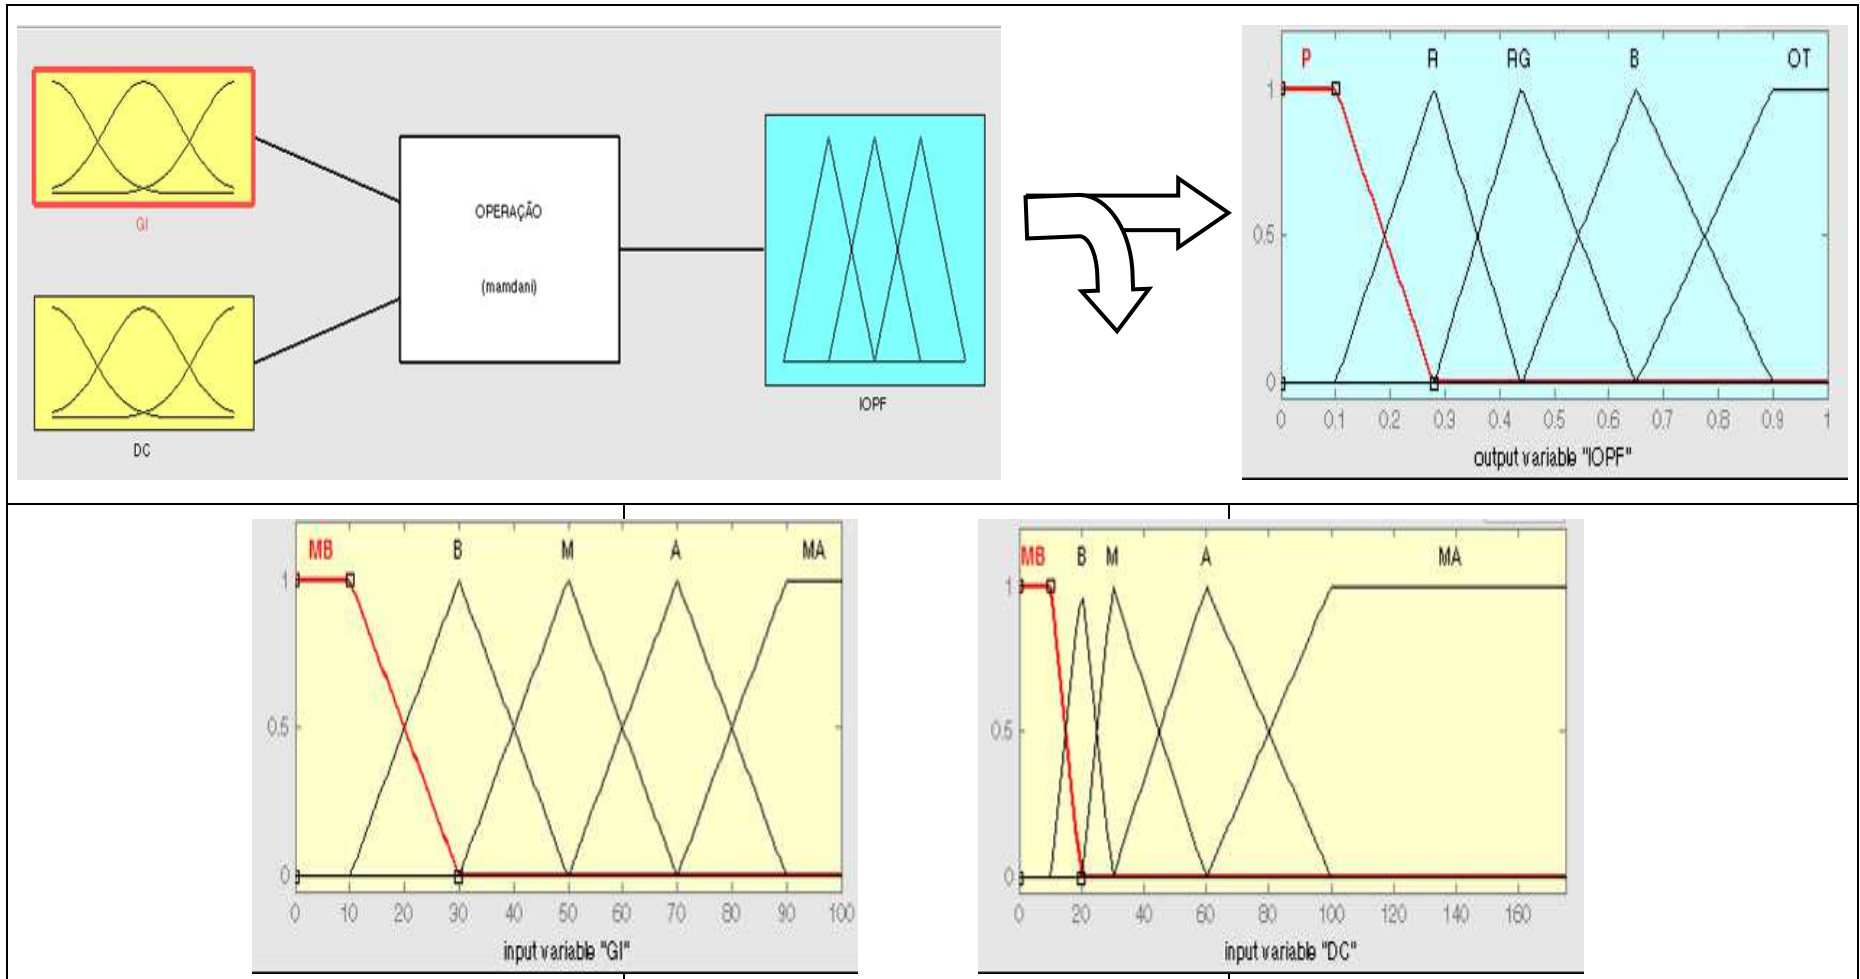 GI
DC
OPERAÇÃO
(mamdani)
IOPF
P R RG B OT
1
0.5
0
0 0.1 0.2 0.3 0.4 0.5 0.6 0.7 0.8 0.9 1
output variable "IOPF"
MB B M A MA
1
0.5
0
0 10 20 30 40 50 60 70 80 90 100
input variable "GI"
MB B M A MA
1
0.5
0
0 20 40 60 80 100 120 140 160
input variable "DC"